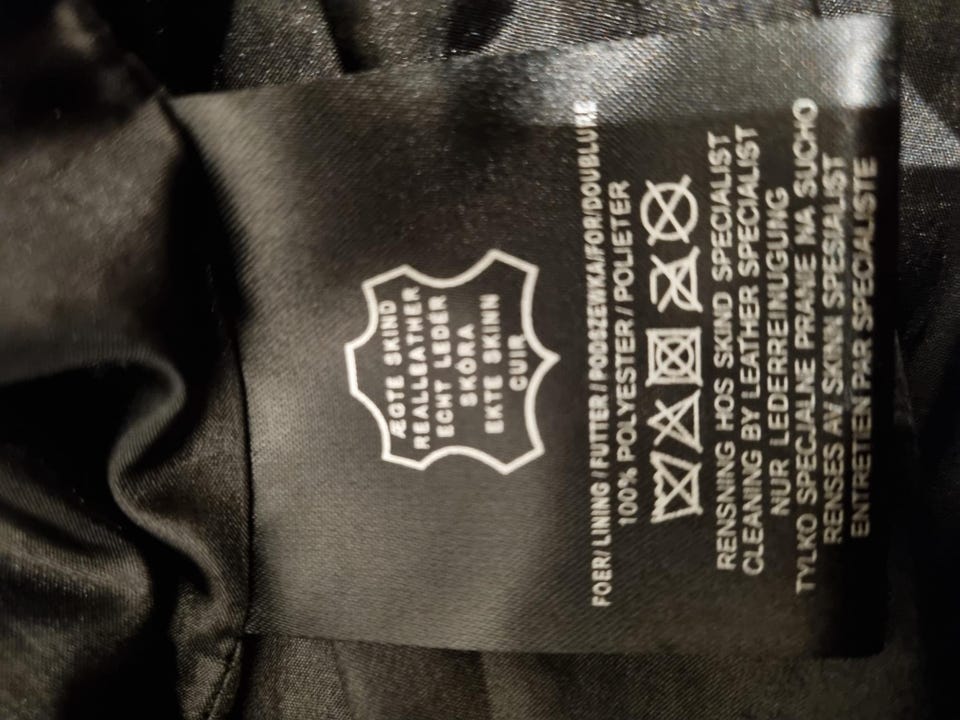 ÆGTE SKIND
REALLEATHER
ECHT LEDER
SKÓRA
EKTE SKINN
CUIR
FOER/ LINING / FUTTER / PODSZEWKA/FOR/DOUBLURE
100% POLYESTER / POLIETER
RENSNING HOS SKIND SPECIALIST
CLEANING BY LEATHER SPECIALIST
NUR LEDERREINUGUNG
TYLKO SPECJALNE PRANIE NA SUCHO
RENSES AV SKINN SPESIALIST
ENTRETIEN PAR SPECIALISTE